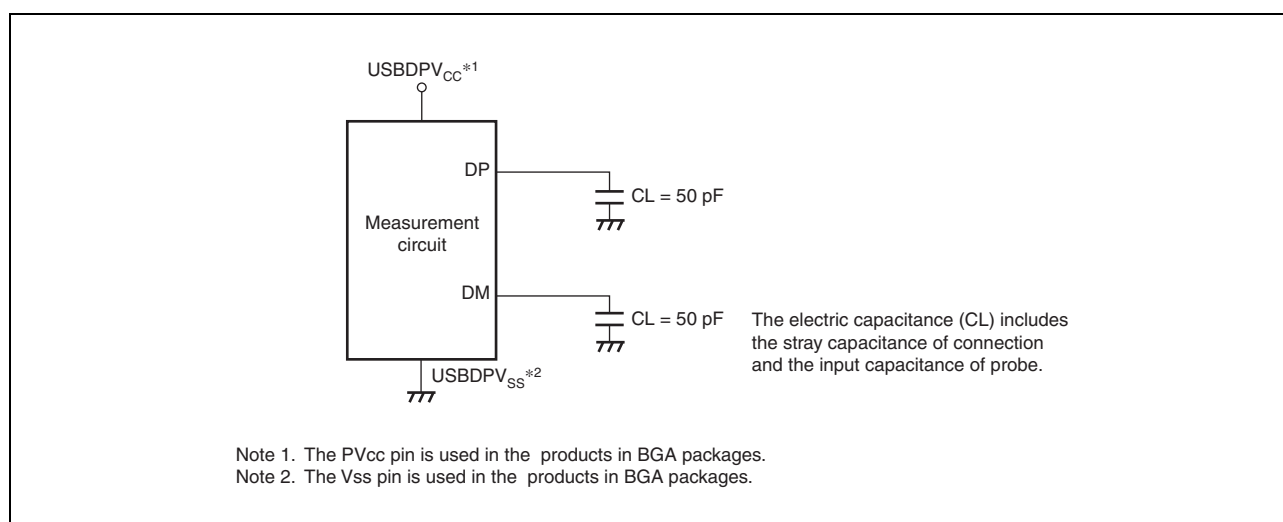 USBDPVCC*1
DP
CL = 50 pF
Measurement
circuit
DM
CL = 50 pF
The electric capacitance (CL) includes
the stray capacitance of connection
and the input capacitance of probe.
USBDPVSS*2
Note 1. The PVcc pin is used in the products in BGA packages.
Note 2. The Vss pin is used in the products in BGA packages.